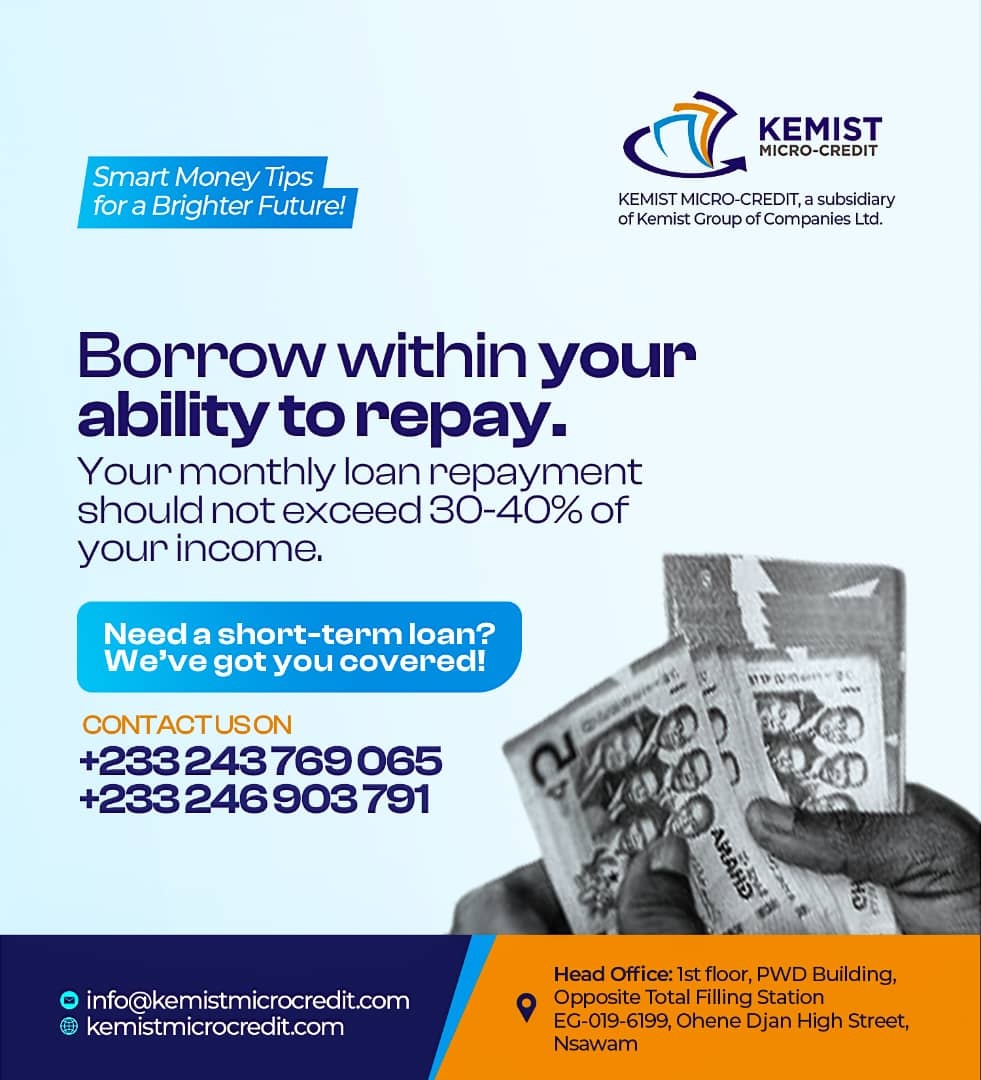 Smart Money Tips
for a Brighter Future!
KEMIST
MICRO-CREDIT
KEMIST MICRO-CREDIT, a subsidiary
of Kemist Group of Companies Ltd.
Borrow within your
ability to repay.
Your monthly loan repayment
should not exceed 30-40% of
your income.
Need a short-term loan?
We've got you covered!
CONTACT US ON
+233 243 769 065
+233 246 903 791
info@kemistmicrocredit.com
kemistmicrocredit.com
Head Office: 1st floor, PWD Building,
Opposite Total Filling Station
EG-019-6199, Ohene Djan High Street,
Nsawam